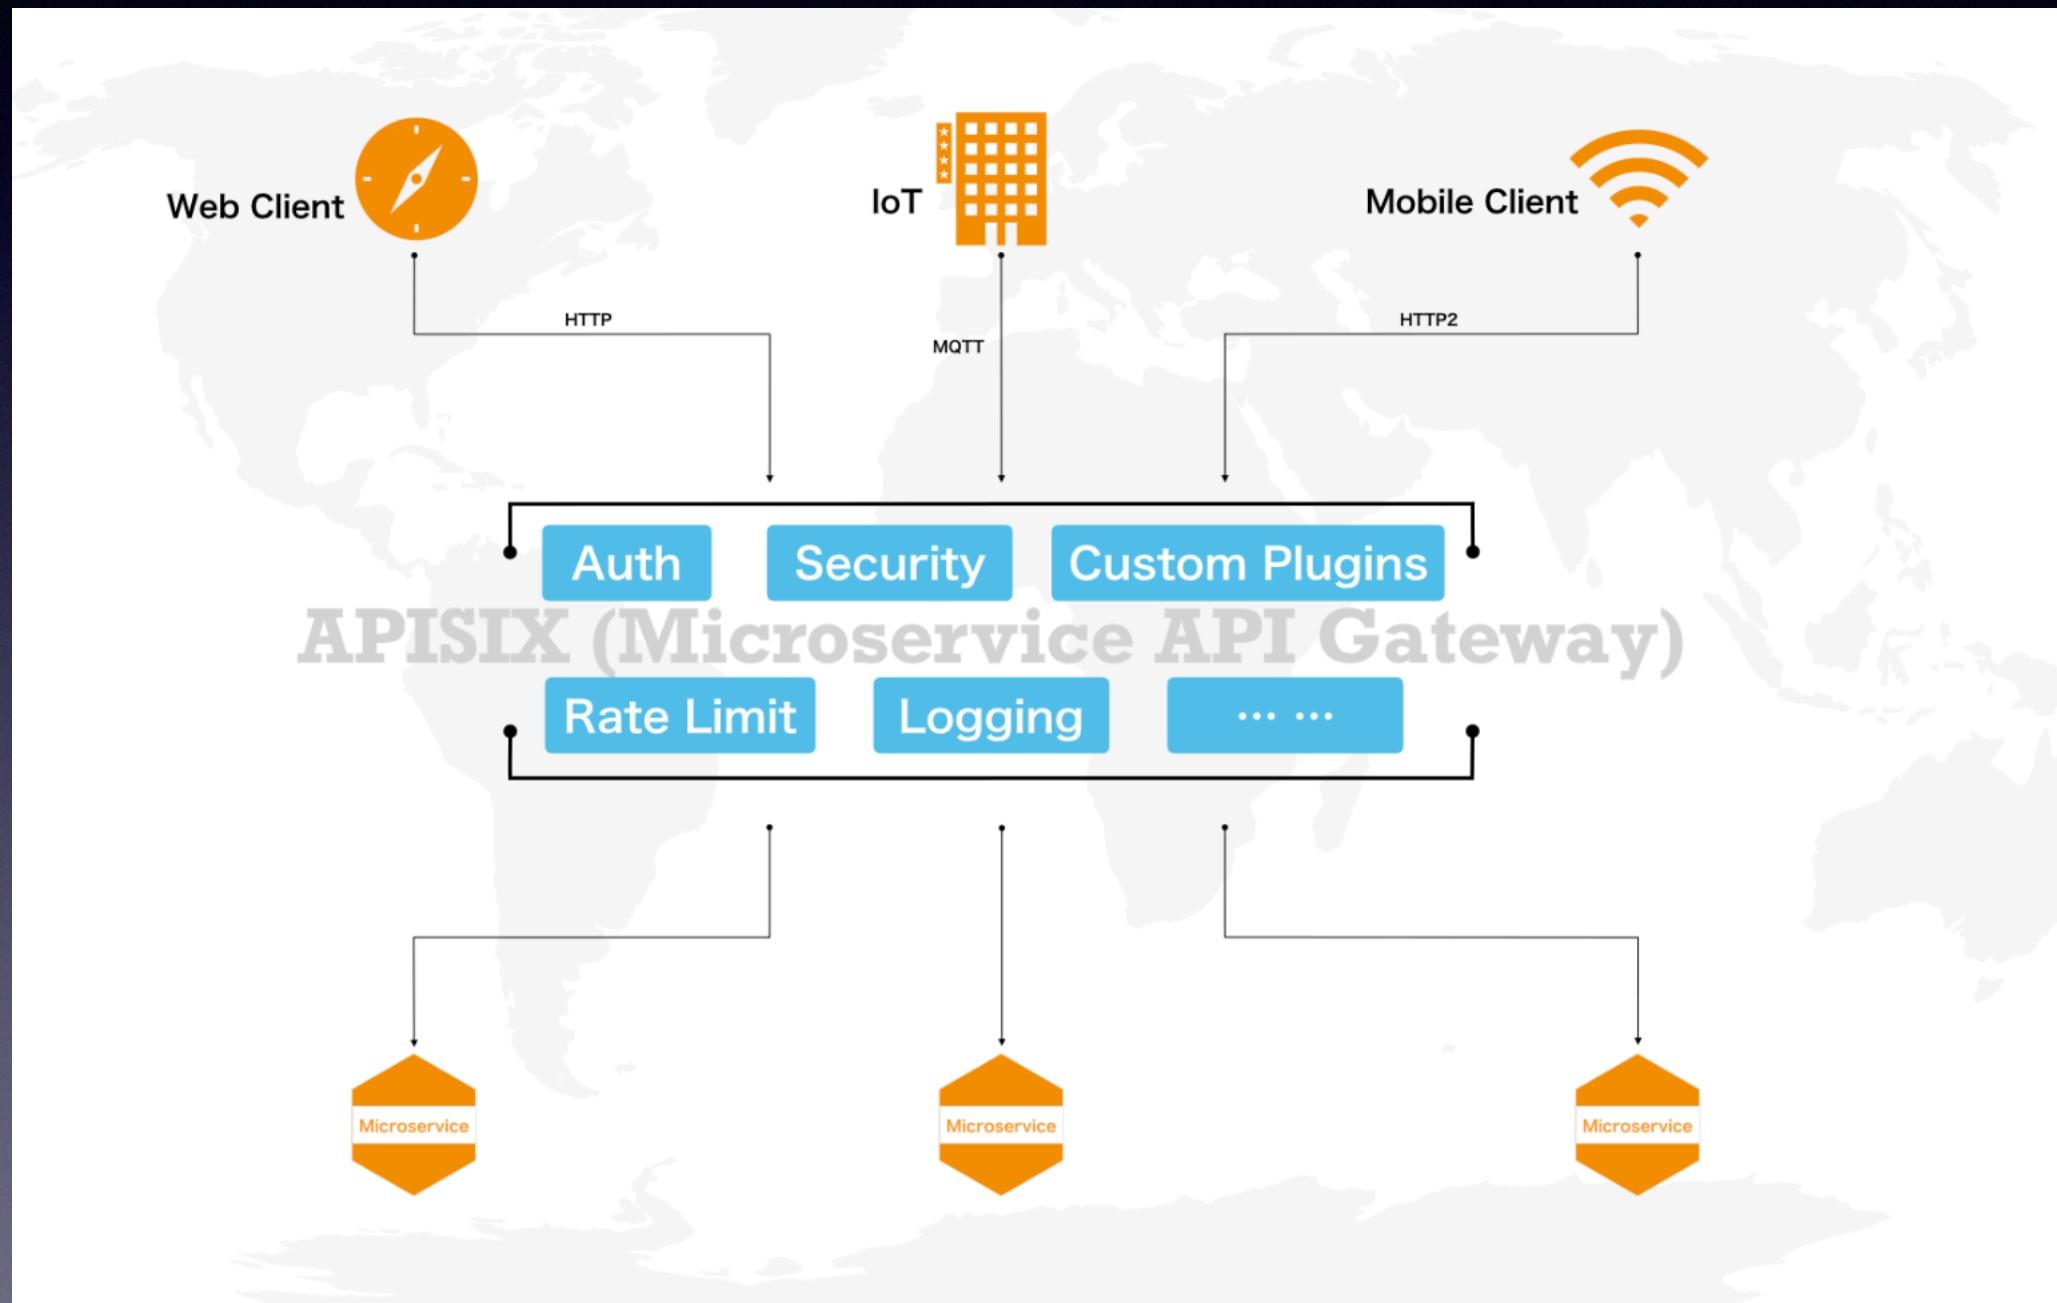 Web Client
IoT
Mobile Client
HTTP
MQTT
HTTP2
Auth
Security
Custom Plugins
APISIX (Microservice API Gateway)
Rate Limit
Logging
... ...
Microservice
Microservice
Microservice